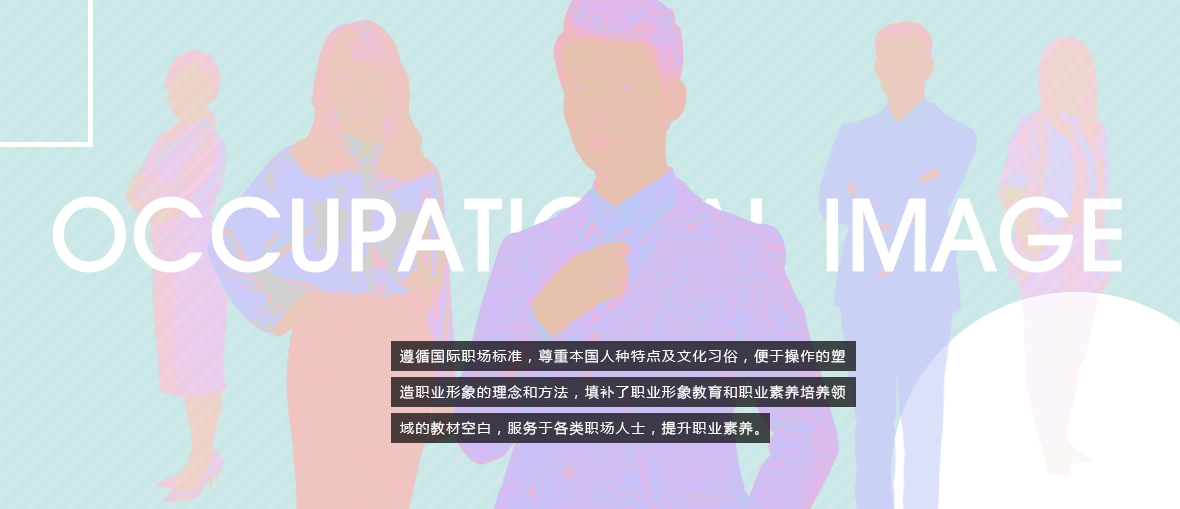 OCCUPATIONAL IMAGE
遵循国际职场标准，尊重本国人种特点及文化习俗，便于操作的塑
造职业形象的理念和方法，填补了职业形象教育和职业素养培养领
域的教材空白，服务于各类职场人士，提升职业素养。